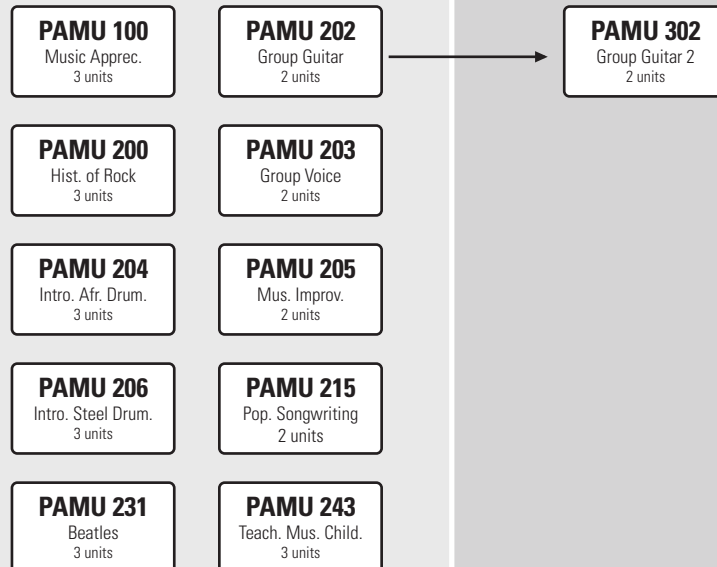 PAMU 100
Music Apprec.
3 units
PAMU 202
Group Guitar
2 units
PAMU 302
Group Guitar 2
2 units
PAMU 200
Hist. of Rock
3 units
PAMU 203
Group Voice
2 units
PAMU 204
Intro. Afr. Drum.
3 units
PAMU 205
Mus. Improv.
2 units
PAMU 206
Intro. Steel Drum.
3 units
PAMU 215
Pop. Songwriting
2 units
PAMU 231
Beatles
3 units
PAMU 243
Teach. Mus. Child.
3 units